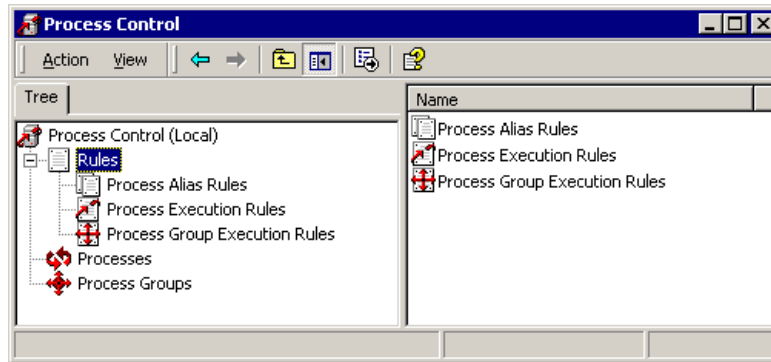 Process Control
Action View
Tree
Process Control (Local)
Rules
Process Alias Rules
Process Execution Rules
Process Group Execution Rules
Processes
Process Groups
Name
Process Alias Rules
Process Execution Rules
Process Group Execution Rules